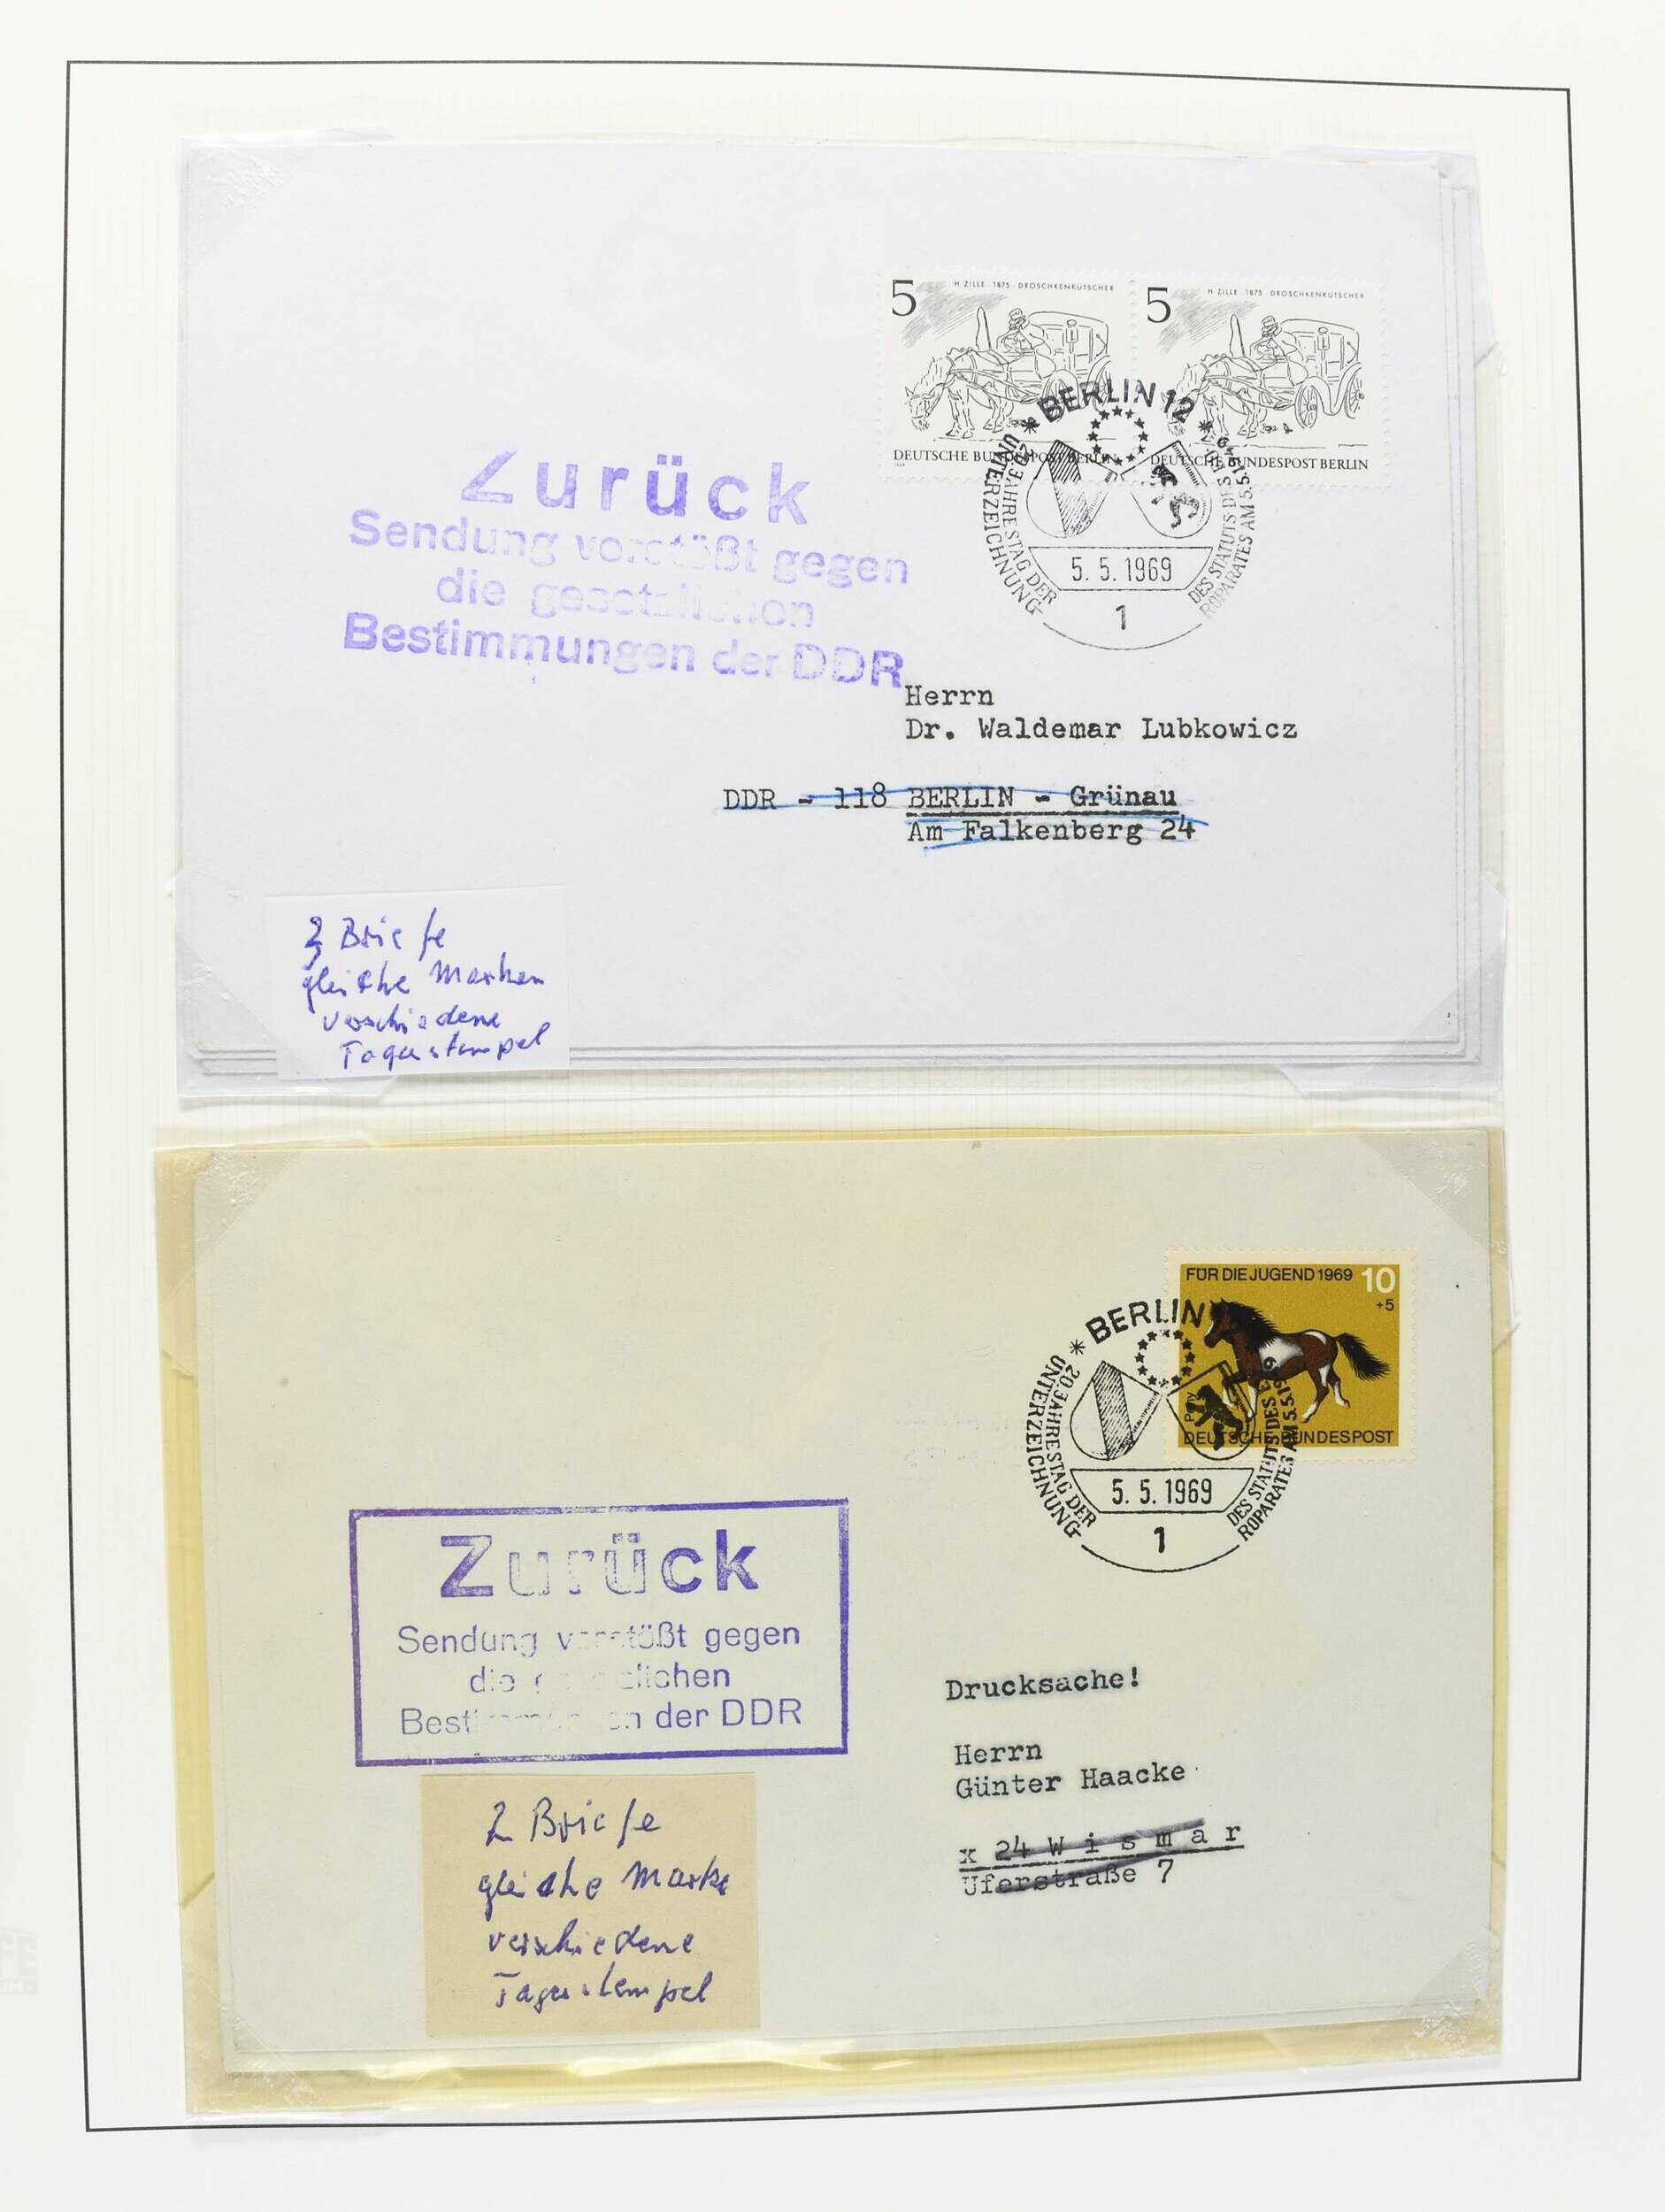 5 H. ZILLE · 1875 · DROSCHKENKUTSCHER
5 H. ZILLE · 1875 · DROSCHKENKUTSCHER
DEUTSCHE BUNDESPOST BERLIN
DEUTSCHE BUNDESPOST BERLIN
* BERLIN 12 *
20. JAHRESTAG DER
UNTERZEICHNUNG
DES STATUTS DES
ROPARATES AM 5.5.1949
5.5.1969
1
Zurück
Sendung verstößt gegen
die gesetzlichen
Bestimmungen der DDR
Herrn
Dr. Waldemar Lubkowicz
DDR - 118 BERLIN - Grünau
Am Falkenberg 24
Briefe
gleiche Marken
verschiedene
Tagesstempel
FÜR DIE JUGEND 1969 10
+5
Pony
DEUTSCHE BUNDESPOST
* BERLIN
20. JAHRESTAG DER
UNTERZEICHNUNG
DES STATUTS DES
ROPARATES AM 5.5.19
5.5.1969
1
Zurück
Sendung verstößt gegen
die gesetzlichen
Bestimmungen der DDR
Drucksache!
Herrn
Günter Haacke
x 24 Wismar
Uferstraße 7
2 Briefe
gleiche Marke
verschiedene
Tagesstempel